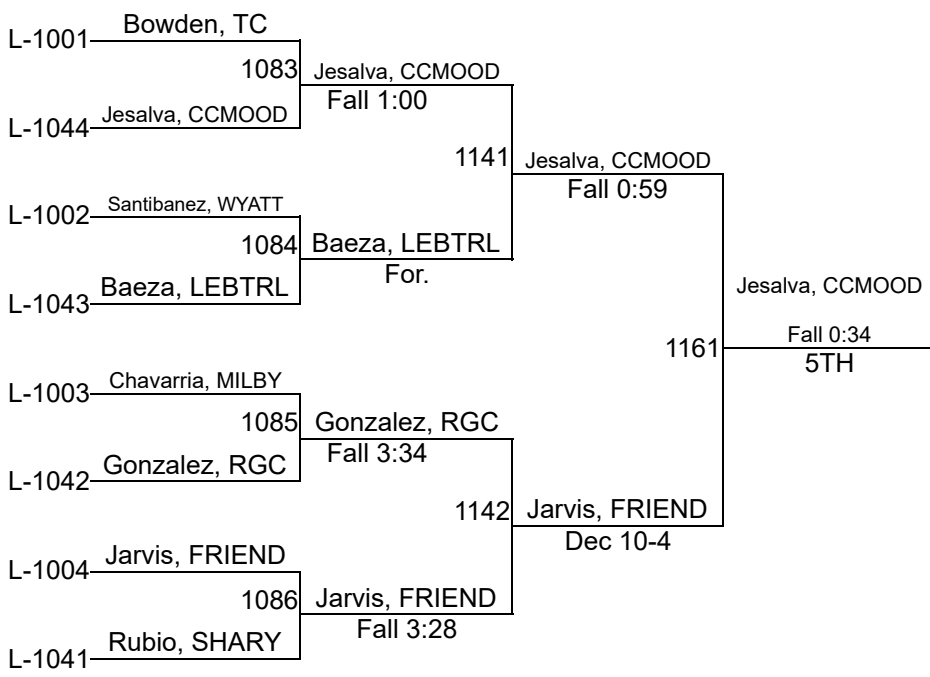 L-1001 Bowden, TC
1083 Jesalva, CCMOOD
Fall 1:00
L-1044 Jesalva, CCMOOD
1141 Jesalva, CCMOOD
Fall 0:59
L-1002 Santibanez, WYATT
1084 Baeza, LEBTRL
For.
L-1043 Baeza, LEBTRL
Jesalva, CCMOOD
1161 Fall 0:34
5TH
L-1003 Chavarria, MILBY
1085 Gonzalez, RGC
Fall 3:34
L-1042 Gonzalez, RGC
1142 Jarvis, FRIEND
Dec 10-4
L-1004 Jarvis, FRIEND
1086 Jarvis, FRIEND
Fall 3:28
L-1041 Rubio, SHARY